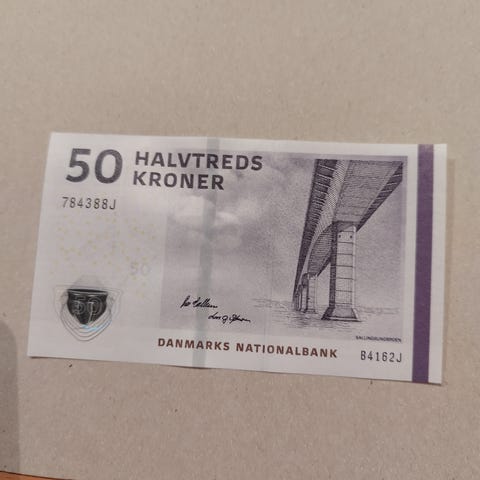 50 HALVTREDS
KRONER
784388J
50
DANMARKS NATIONALBANK
SALLINGSUNDBROEN
B4162J